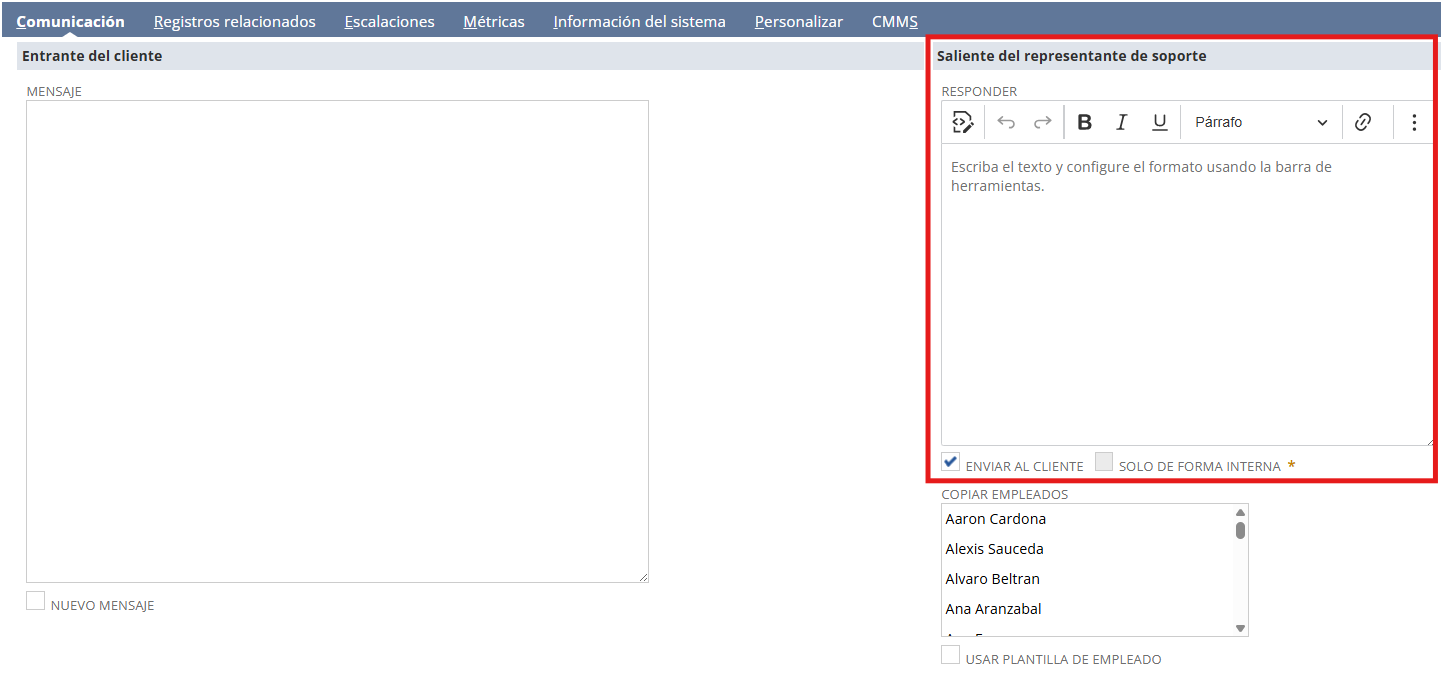 Comunicación Registros relacionados Escalaciones Métricas Información del sistema Personalizar CMMS
Entrante del cliente
MENSAJE
NUEVO MENSAJE
Saliente del representante de soporte
RESPONDER
B I U Párrafo
Escriba el texto y configure el formato usando la barra de
herramientas.
ENVIAR AL CLIENTE SOLO DE FORMA INTERNA *
COPIAR EMPLEADOS
Aaron Cardona
Alexis Sauceda
Alvaro Beltran
Ana Aranzabal
USAR PLANTILLA DE EMPLEADO